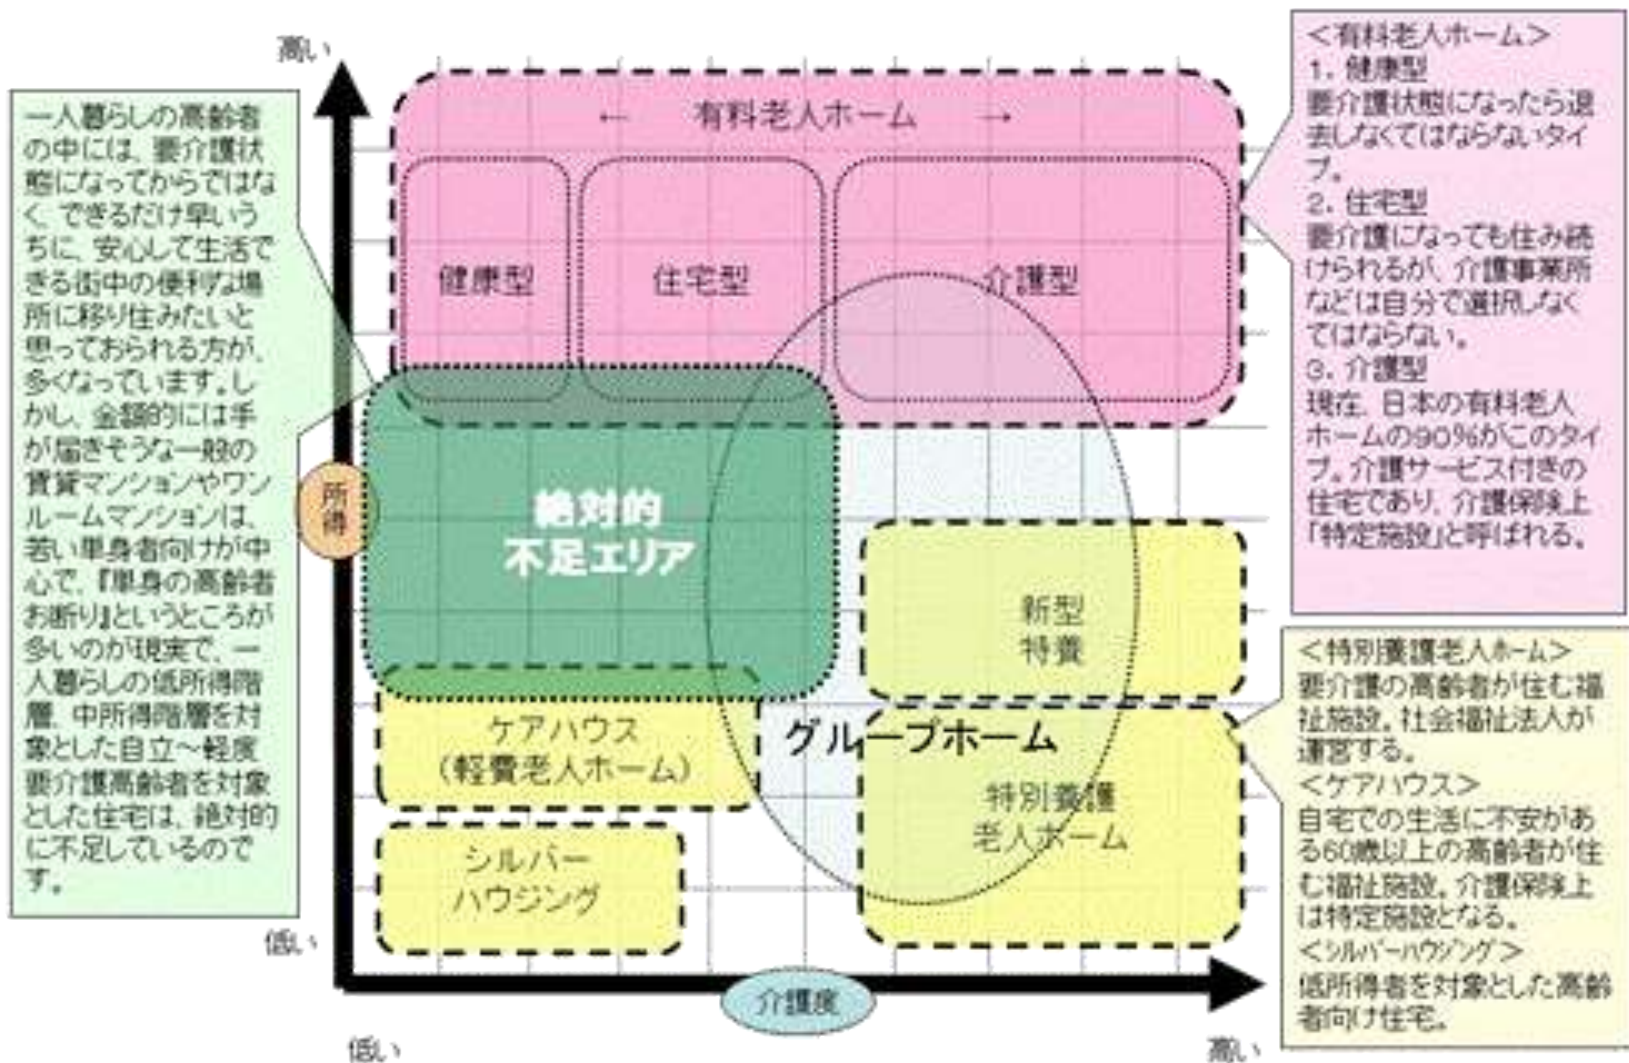 高い
一人暮らしの高齢者
の中には、要介護状
態になってからではな
く、できるだけ早いう
ちに、安心して生活で
きる街中の便利な場
所に移り住みたいと
思っておられる方が、
多くなっています。し
かし、金額的には手
が届きそうな一般の
賃貸マンションやワン
ルームマンションは、
若い単身者向けが中
心で、『単身の高齢者
お断り』というところが
多いのが現実で、一
人暮らしの低所得階
層、中所得階層を対
象とした自立～軽度
要介護高齢者を対象
とした住宅は、絶対的
に不足しているので
す。
所得
低い
← 有料老人ホーム →
健康型
住宅型
介護型
絶対的
不足エリア
新型
特養
ケアハウス
(軽費老人ホーム)
グループホーム
特別養護
老人ホーム
シルバー
ハウジング
介護度
低い
高い
＜有料老人ホーム＞
1．健康型
要介護状態になったら退
去しなくてはならないタイ
プ。
2．住宅型
要介護になっても住み続
けられるが、介護事業所
などは自分で選択しなく
てはならない。
3．介護型
現在、日本の有料老人
ホームの90％がこのタイ
プ。介護サービス付きの
住宅であり、介護保険上
「特定施設」と呼ばれる。
＜特別養護老人ホーム＞
要介護の高齢者が住む福
祉施設。社会福祉法人が
運営する。
＜ケアハウス＞
自宅での生活に不安があ
る60歳以上の高齢者が住
む福祉施設。介護保険上
は特定施設となる。
＜シルバーハウジング＞
低所得者を対象とした高齢
者向け住宅。